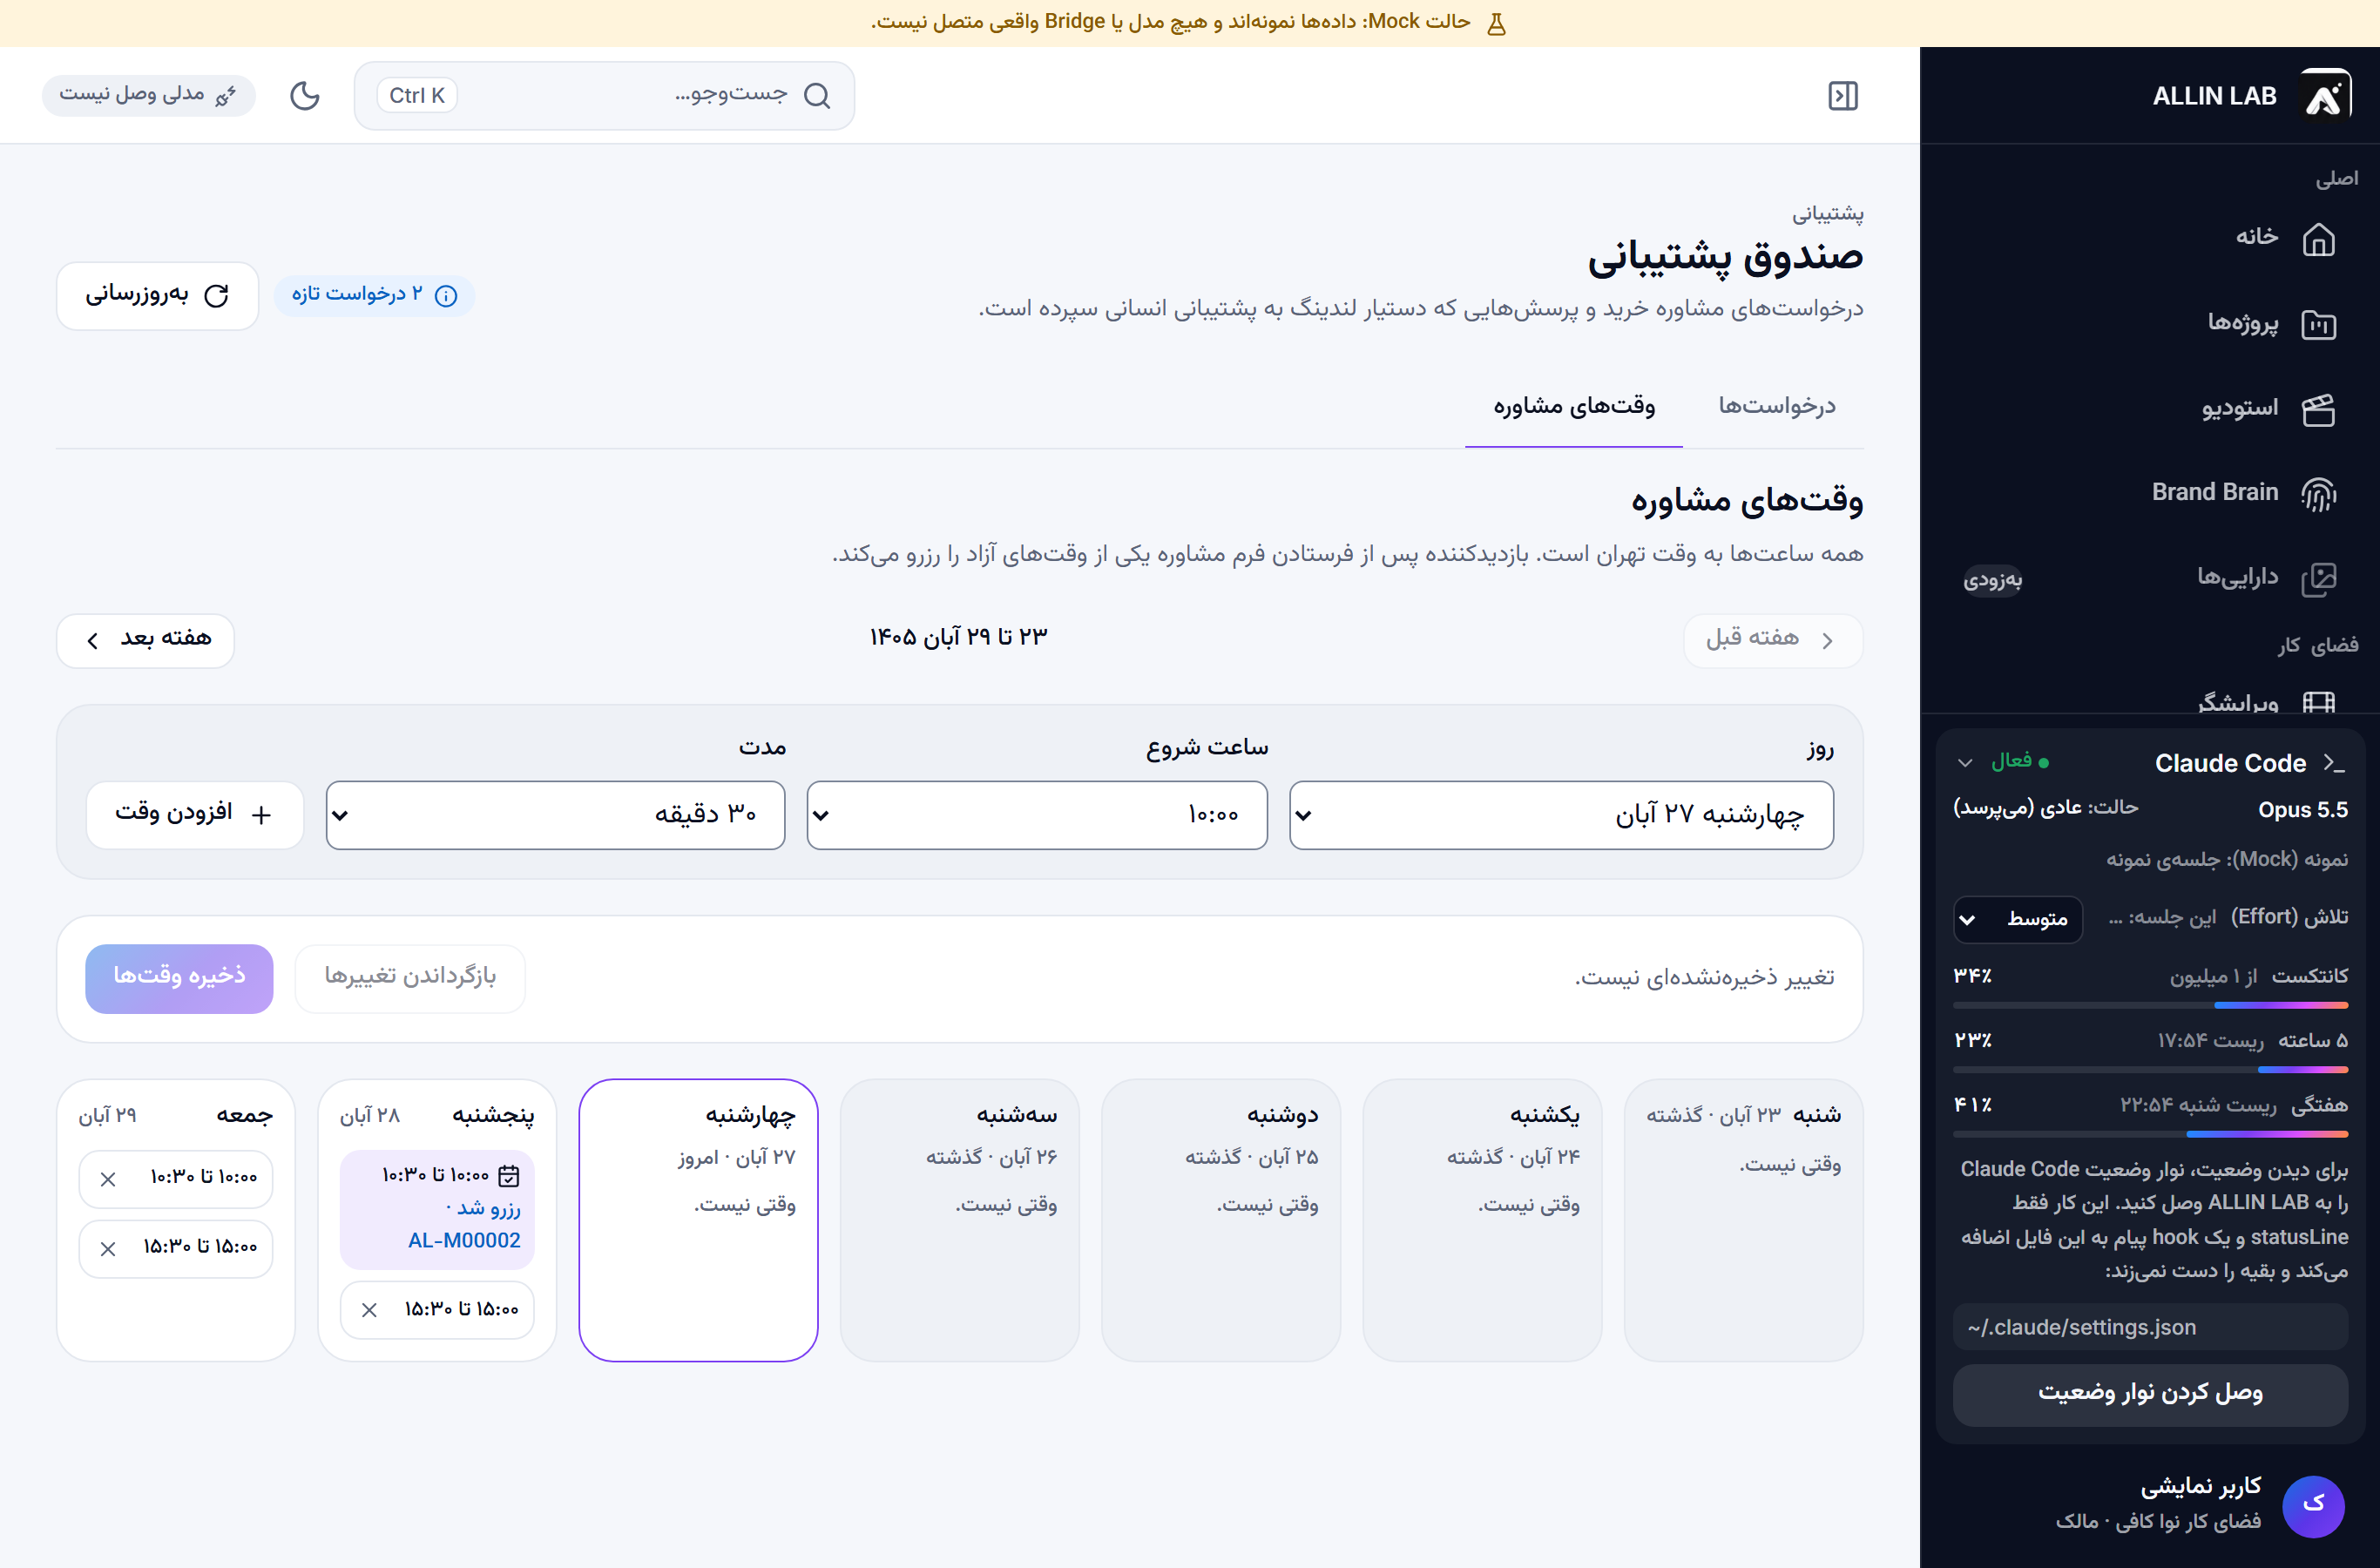 حالت Mock: داده‌ها نمونه‌اند و هیچ مدل یا Bridge واقعی متصل نیست.
ALLIN LAB
اصلی
خانه
پروژه‌ها
استودیو
Brand Brain
دارایی‌ها
به‌زودی
فضای کار
ویرایشگر
Claude Code
فعال
Opus 5.5
حالت: عادی (می‌پرسد)
نمونه (Mock): جلسه‌ی نمونه
تلاش (Effort) این جلسه: ...
متوسط
کانتکست از ۱ میلیون ۳۴٪
۵ ساعته ریست ۱۷:۵۴ ۲۳٪
هفتگی ریست شنبه ۲۲:۵۴ ۴۱٪
برای دیدن وضعیت، نوار وضعیت Claude Code
را به ALLIN LAB وصل کنید. این کار فقط
statusLine و یک hook پیام به این فایل اضافه
می‌کند و بقیه را دست نمی‌زند:
~/.claude/settings.json
وصل کردن نوار وضعیت
ک
کاربر نمایشی
فضای کار نوا کافی · مالک
جست‌وجو...
Ctrl K
مدلی وصل نیست
پشتیبانی
صندوق پشتیبانی
درخواست‌های مشاوره خرید و پرسش‌هایی که دستیار لندینگ به پشتیبانی انسانی سپرده است.
۲ درخواست تازه
به‌روزرسانی
درخواست‌ها
وقت‌های مشاوره
وقت‌های مشاوره
همه ساعت‌ها به وقت تهران است. بازدیدکننده پس از فرستادن فرم مشاوره یکی از وقت‌های آزاد را رزرو می‌کند.
هفته قبل
۲۳ تا ۲۹ آبان ۱۴۰۵
هفته بعد
روز
ساعت شروع
مدت
چهارشنبه ۲۷ آبان
۱۰:۰۰
۳۰ دقیقه
افزودن وقت
تغییر ذخیره‌نشده‌ای نیست.
بازگرداندن تغییرها
ذخیره وقت‌ها
شنبه ۲۳ آبان · گذشته
وقتی نیست.
یکشنبه
۲۴ آبان · گذشته
وقتی نیست.
دوشنبه
۲۵ آبان · گذشته
وقتی نیست.
سه‌شنبه
۲۶ آبان · گذشته
وقتی نیست.
چهارشنبه
۲۷ آبان · امروز
وقتی نیست.
پنجشنبه ۲۸ آبان
۱۰:۰۰ تا ۱۰:۳۰
رزرو شد ·
AL-M00002
۱۵:۰۰ تا ۱۵:۳۰
جمعه ۲۹ آبان
۱۰:۰۰ تا ۱۰:۳۰
۱۵:۰۰ تا ۱۵:۳۰